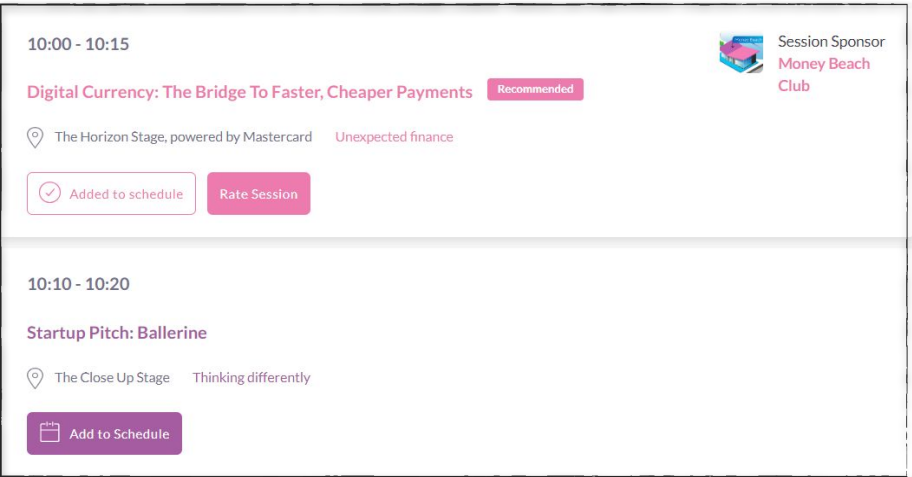 10:00 - 10:15
Session Sponsor
Money Beach
Club
Digital Currency: The Bridge To Faster, Cheaper Payments
Recommended
The Horizon Stage, powered by Mastercard
Unexpected finance
Added to schedule
Rate Session
10:10 - 10:20
Startup Pitch: Ballerine
The Close Up Stage
Thinking differently
Add to Schedule